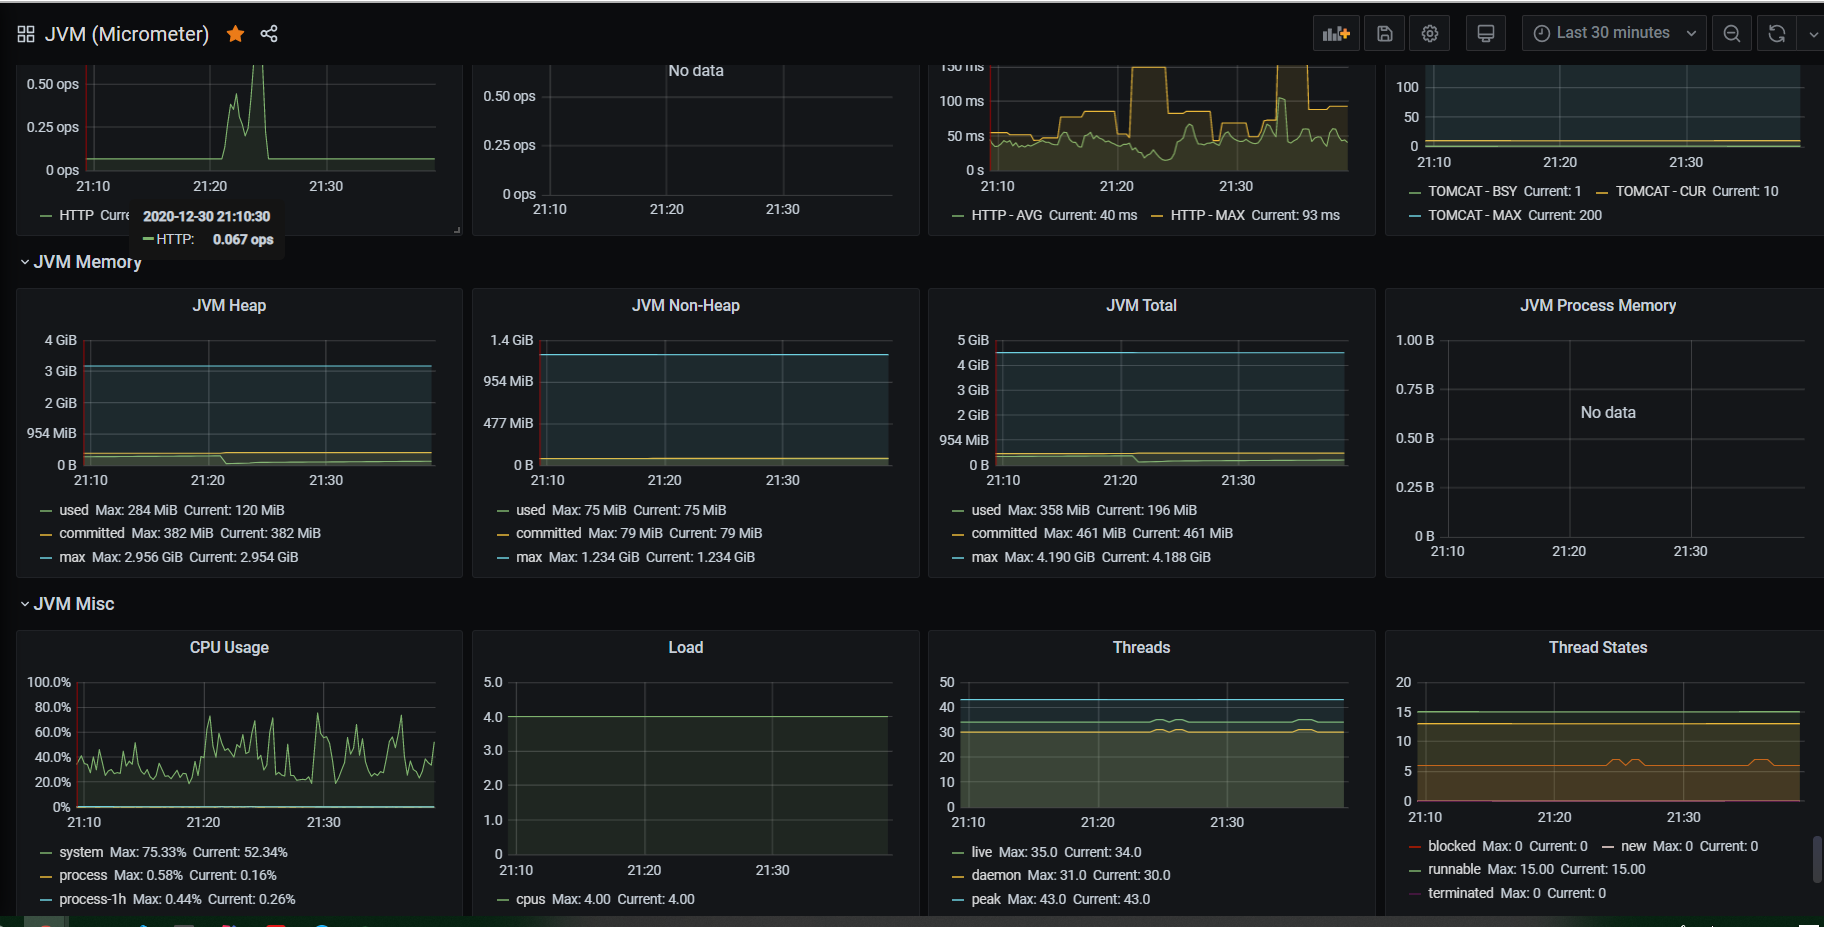 JVM (Micrometer)
Last 30 minutes
0.50 ops
0.25 ops
0 ops
21:10 21:20 21:30
HTTP
2020-12-30 21:10:30
HTTP: 0.067 ops
No data
0.50 ops
0.25 ops
0 ops
21:10 21:20 21:30
150 ms
100 ms
50 ms
0 s
21:10 21:20 21:30
HTTP - AVG Current: 40 ms HTTP - MAX Current: 93 ms
100
50
0
21:10 21:20 21:30
TOMCAT - BSY Current: 1 TOMCAT - CUR Current: 10
TOMCAT - MAX Current: 200
JVM Memory
JVM Heap
4 GiB
3 GiB
2 GiB
954 MiB
0 B
21:10 21:20 21:30
used Max: 284 MiB Current: 120 MiB
committed Max: 382 MiB Current: 382 MiB
max Max: 2.956 GiB Current: 2.954 GiB
JVM Non-Heap
1.4 GiB
954 MiB
477 MiB
0 B
21:10 21:20 21:30
used Max: 75 MiB Current: 75 MiB
committed Max: 79 MiB Current: 79 MiB
max Max: 1.234 GiB Current: 1.234 GiB
JVM Total
5 GiB
4 GiB
3 GiB
2 GiB
954 MiB
0 B
21:10 21:20 21:30
used Max: 358 MiB Current: 196 MiB
committed Max: 461 MiB Current: 461 MiB
max Max: 4.190 GiB Current: 4.188 GiB
JVM Process Memory
1.00 B
0.75 B
0.50 B
0.25 B
0 B
No data
21:10 21:20 21:30
JVM Misc
CPU Usage
100.0%
80.0%
60.0%
40.0%
20.0%
0%
21:10 21:20 21:30
system Max: 75.33% Current: 52.34%
process Max: 0.58% Current: 0.16%
process-1h Max: 0.44% Current: 0.26%
Load
5.0
4.0
3.0
2.0
1.0
0
21:10 21:20 21:30
cpus Max: 4.00 Current: 4.00
Threads
50
40
30
20
10
0
21:10 21:20 21:30
live Max: 35.0 Current: 34.0
daemon Max: 31.0 Current: 30.0
peak Max: 43.0 Current: 43.0
Thread States
20
15
10
5
0
21:10 21:20 21:30
blocked Max: 0 Current: 0 new Max: 0 Current: 0
runnable Max: 15.00 Current: 15.00
terminated Max: 0 Current: 0